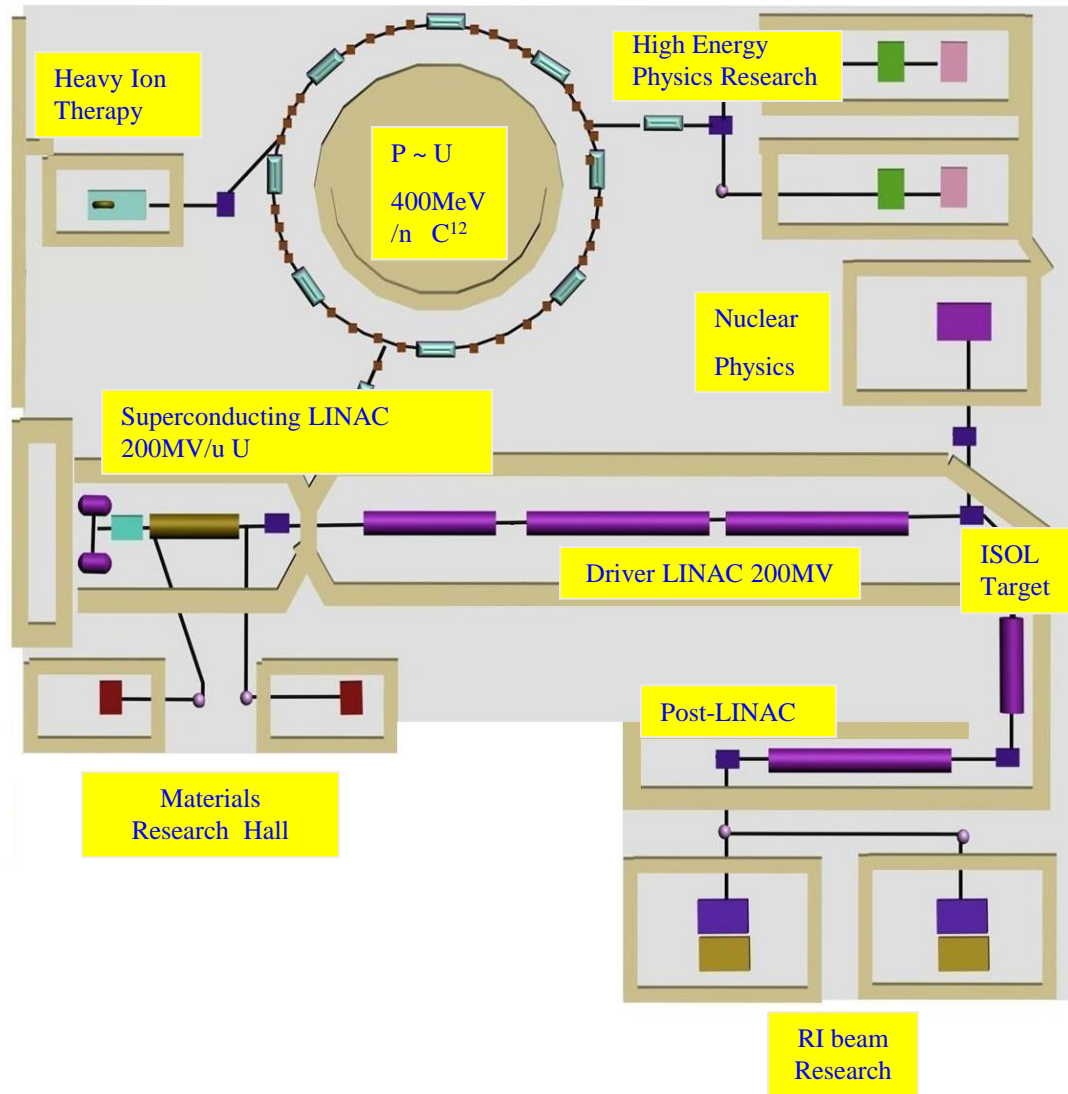 High Energy
Physics Research
Heavy Ion
Therapy
P ~ U
400MeV
/n C¹²
Nuclear
Physics
Superconducting LINAC
200MV/u U
Driver LINAC 200MV
ISOL
Target
Post-LINAC
Materials
Research Hall
RI beam
Research